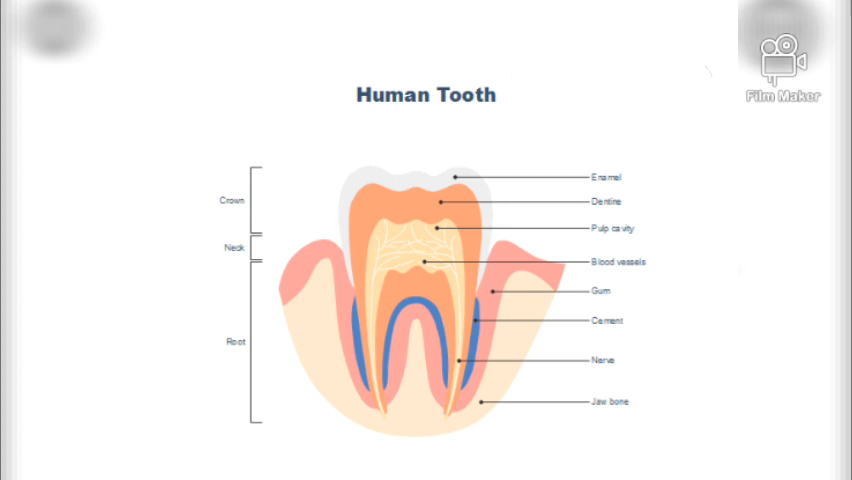 Film Maker
Human Tooth
Crown
Neck
Root
Enamel
Dentine
Pulp cavity
Blood vessels
Gum
Cement
Nerve
Jaw bone